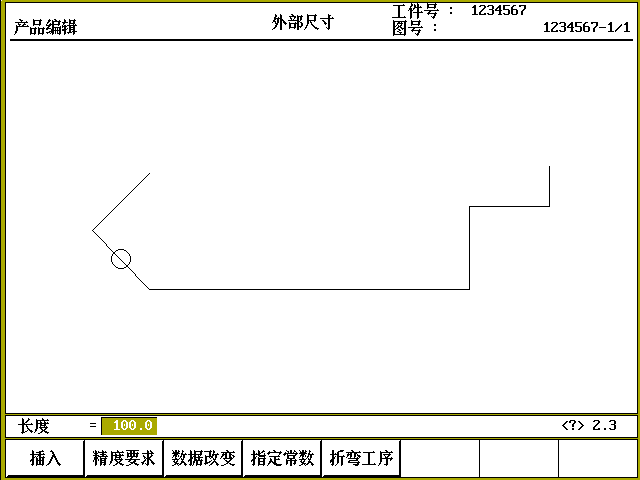 产品编辑 外部尺寸 工件号 : 1234567
图号 : 1234567-1/1
长度 = 100.0 <?> 2.3
插入 精度要求 数据改变 指定常数 折弯工序